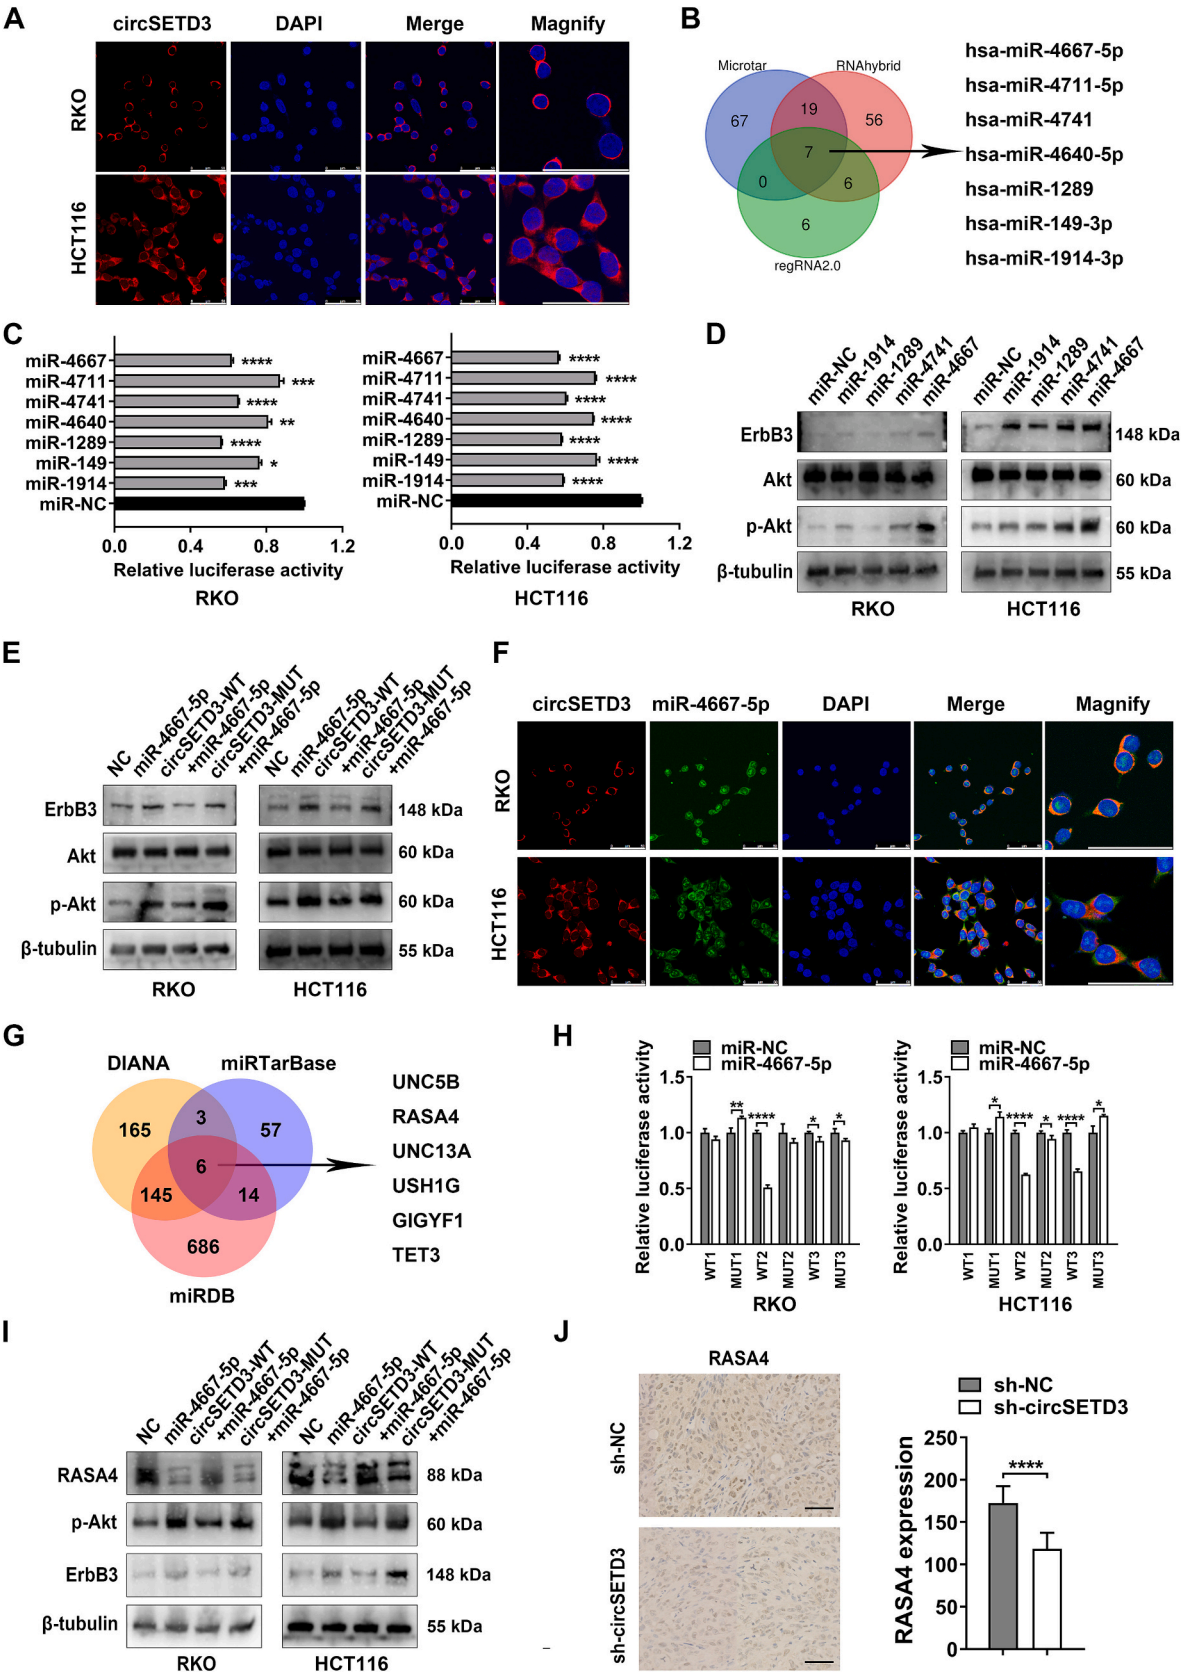 A
circSETD3 DAPI Merge Magnify
RKO
HCT116
B
Microtar RNAhybrid
67 19 56
7
0 6
6
regRNA2.0
hsa-miR-4667-5p
hsa-miR-4711-5p
hsa-miR-4741
hsa-miR-4640-5p
hsa-miR-1289
hsa-miR-149-3p
hsa-miR-1914-3p
C
miR-4667 ****
miR-4711 ***
miR-4741 ****
miR-4640 **
miR-1289 ****
miR-149 *
miR-1914 ***
miR-NC
0.0 0.4 0.8 1.2
Relative luciferase activity
RKO
miR-4667 ****
miR-4711 ****
miR-4741 ****
miR-4640 ****
miR-1289 ****
miR-149 ****
miR-1914 ****
miR-NC
0.0 0.4 0.8 1.2
Relative luciferase activity
HCT116
D
miR-NC miR-1914 miR-1289 miR-4741 miR-4667 miR-NC miR-1914 miR-1289 miR-4741 miR-4667
ErbB3 148 kDa
Akt 60 kDa
p-Akt 60 kDa
β-tubulin 55 kDa
RKO HCT116
E
NC miR-4667-5p circSETD3-WT +miR-4667-5p circSETD3-MUT +miR-4667-5p NC miR-4667-5p circSETD3-WT +miR-4667-5p circSETD3-MUT +miR-4667-5p
ErbB3 148 kDa
Akt 60 kDa
p-Akt 60 kDa
β-tubulin 55 kDa
RKO HCT116
F
circSETD3 miR-4667-5p DAPI Merge Magnify
RKO
HCT116
G
DIANA miRTarBase
165 3 57
6
145 14
686
miRDB
UNC5B
RASA4
UNC13A
USH1G
GIGYF1
TET3
H
miR-NC
miR-4667-5p
Relative luciferase activity
1.5
1.0
0.5
0.0
** **** * *
WT1 MUT1 WT2 MUT2 WT3 MUT3
RKO
miR-NC
miR-4667-5p
Relative luciferase activity
1.5
1.0
0.5
0.0
* **** * **** *
WT1 MUT1 WT2 MUT2 WT3 MUT3
HCT116
I
NC miR-4667-5p circSETD3-WT +miR-4667-5p circSETD3-MUT +miR-4667-5p NC miR-4667-5p circSETD3-WT +miR-4667-5p circSETD3-MUT +miR-4667-5p
RASA4 88 kDa
p-Akt 60 kDa
ErbB3 148 kDa
β-tubulin 55 kDa
RKO HCT116
J
RASA4
sh-NC
sh-circSETD3
sh-NC
sh-circSETD3
RASA4 expression
250
200
150
100
50
0
****